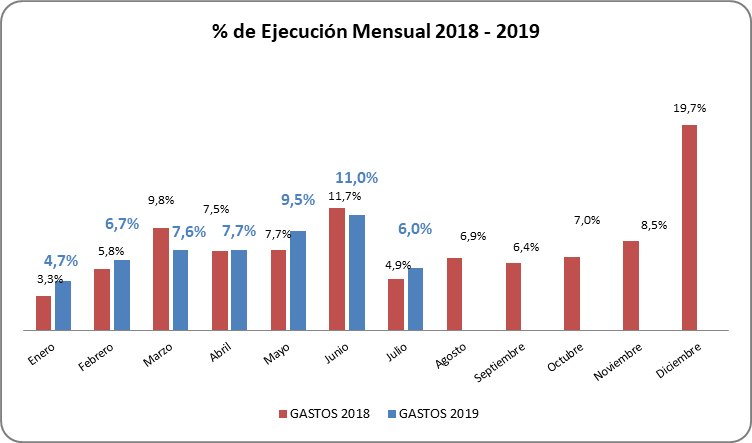 % de Ejecución Mensual 2018 - 2019
4,7%
3,3%
6,7%
5,8%
9,8%
7,6%
7,5%
7,7%
9,5%
7,7%
11,0%
11,7%
6,0%
4,9%
6,9%
6,4%
7,0%
8,5%
19,7%
Enero
Febrero
Marzo
Abril
Mayo
Junio
Julio
Agosto
Septiembre
Octubre
Noviembre
Diciembre
GASTOS 2018
GASTOS 2019